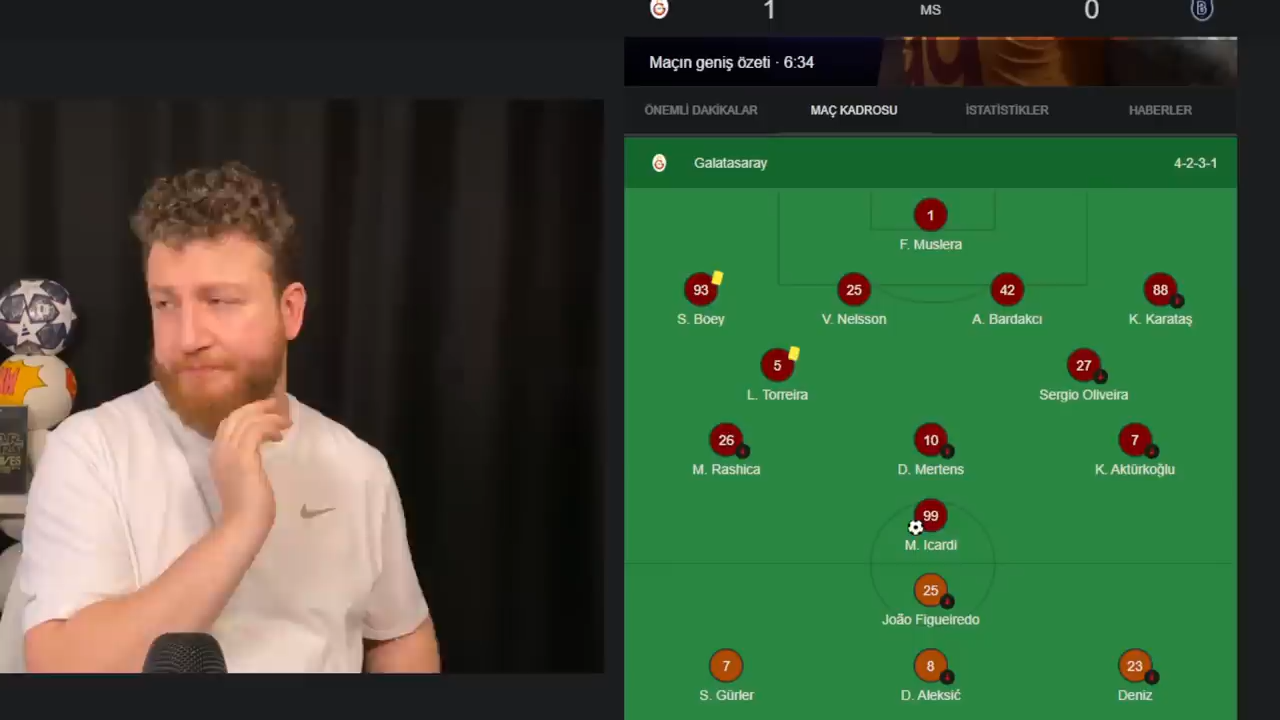 1 MS 0
Maçın geniş özeti · 6:34
ÖNEMLİ DAKİKALAR MAÇ KADROSU İSTATİSTİKLER HABERLER
Galatasaray 4-2-3-1
1
F. Muslera
93 25 42 88
S. Boey V. Nelsson A. Bardakcı K. Karataş
5 27
L. Torreira Sergio Oliveira
26 10 7
M. Rashica D. Mertens K. Aktürkoğlu
99
M. Icardi
25
João Figueiredo
7 8 23
S. Gürler D. Aleksić Deniz